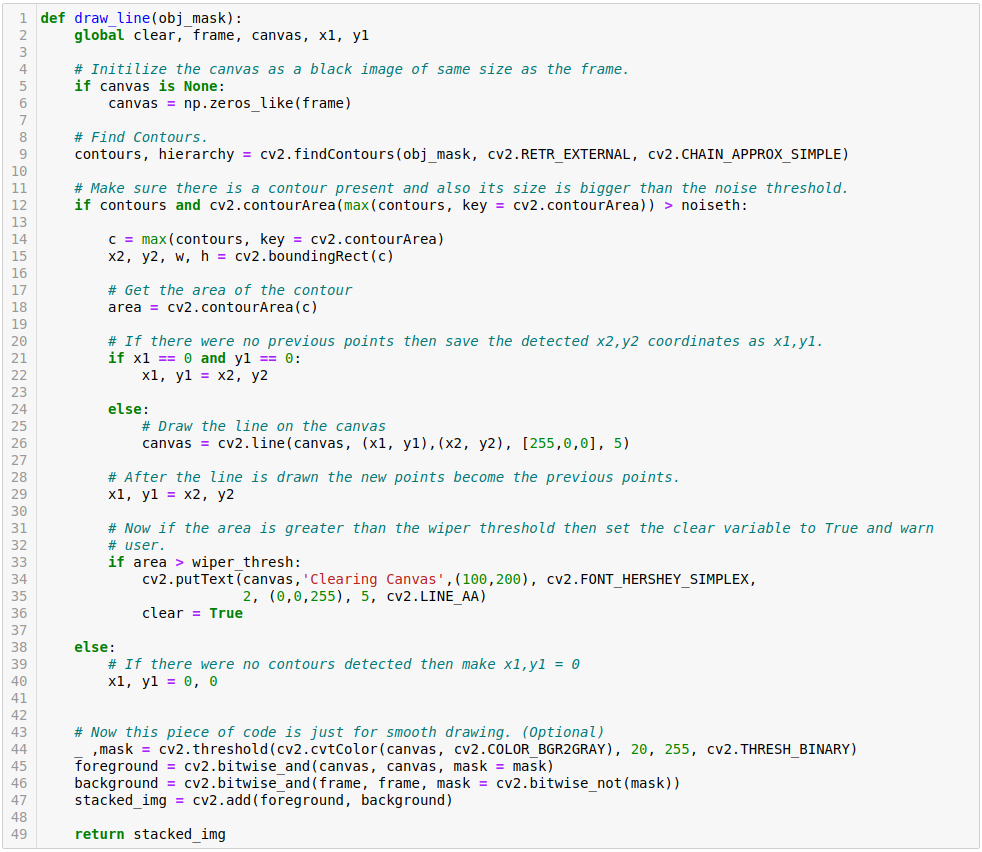 1 def draw_line(obj_mask):
2     global clear, frame, canvas, x1, y1
3
4     # Initilize the canvas as a black image of same size as the frame.
5     if canvas is None:
6         canvas = np.zeros_like(frame)
7
8     # Find Contours.
9     contours, hierarchy = cv2.findContours(obj_mask, cv2.RETR_EXTERNAL, cv2.CHAIN_APPROX_SIMPLE)
10
11     # Make sure there is a contour present and also its size is bigger than the noise threshold.
12     if contours and cv2.contourArea(max(contours, key = cv2.contourArea)) > noiseth:
13
14         c = max(contours, key = cv2.contourArea)
15         x2, y2, w, h = cv2.boundingRect(c)
16
17         # Get the area of the contour
18         area = cv2.contourArea(c)
19
20         # If there were no previous points then save the detected x2,y2 coordinates as x1,y1.
21         if x1 == 0 and y1 == 0:
22             x1, y1 = x2, y2
23
24         else:
25             # Draw the line on the canvas
26             canvas = cv2.line(canvas, (x1, y1),(x2, y2), [255,0,0], 5)
27
28         # After the line is drawn the new points become the previous points.
29         x1, y1 = x2, y2
30
31         # Now if the area is greater than the wiper threshold then set the clear variable to True and warn
32         # user.
33         if area > wiper_thresh:
34             cv2.putText(canvas,'Clearing Canvas',(100,200), cv2.FONT_HERSHEY_SIMPLEX,
35                         2, (0,0,255), 5, cv2.LINE_AA)
36             clear = True
37
38     else:
39         # If there were no contours detected then make x1,y1 = 0
40         x1, y1 = 0, 0
41
42
43     # Now this piece of code is just for smooth drawing. (Optional)
44     _ ,mask = cv2.threshold(cv2.cvtColor(canvas, cv2.COLOR_BGR2GRAY), 20, 255, cv2.THRESH_BINARY)
45     foreground = cv2.bitwise_and(canvas, canvas, mask = mask)
46     background = cv2.bitwise_and(frame, frame, mask = cv2.bitwise_not(mask))
47     stacked_img = cv2.add(foreground, background)
48
49     return stacked_img